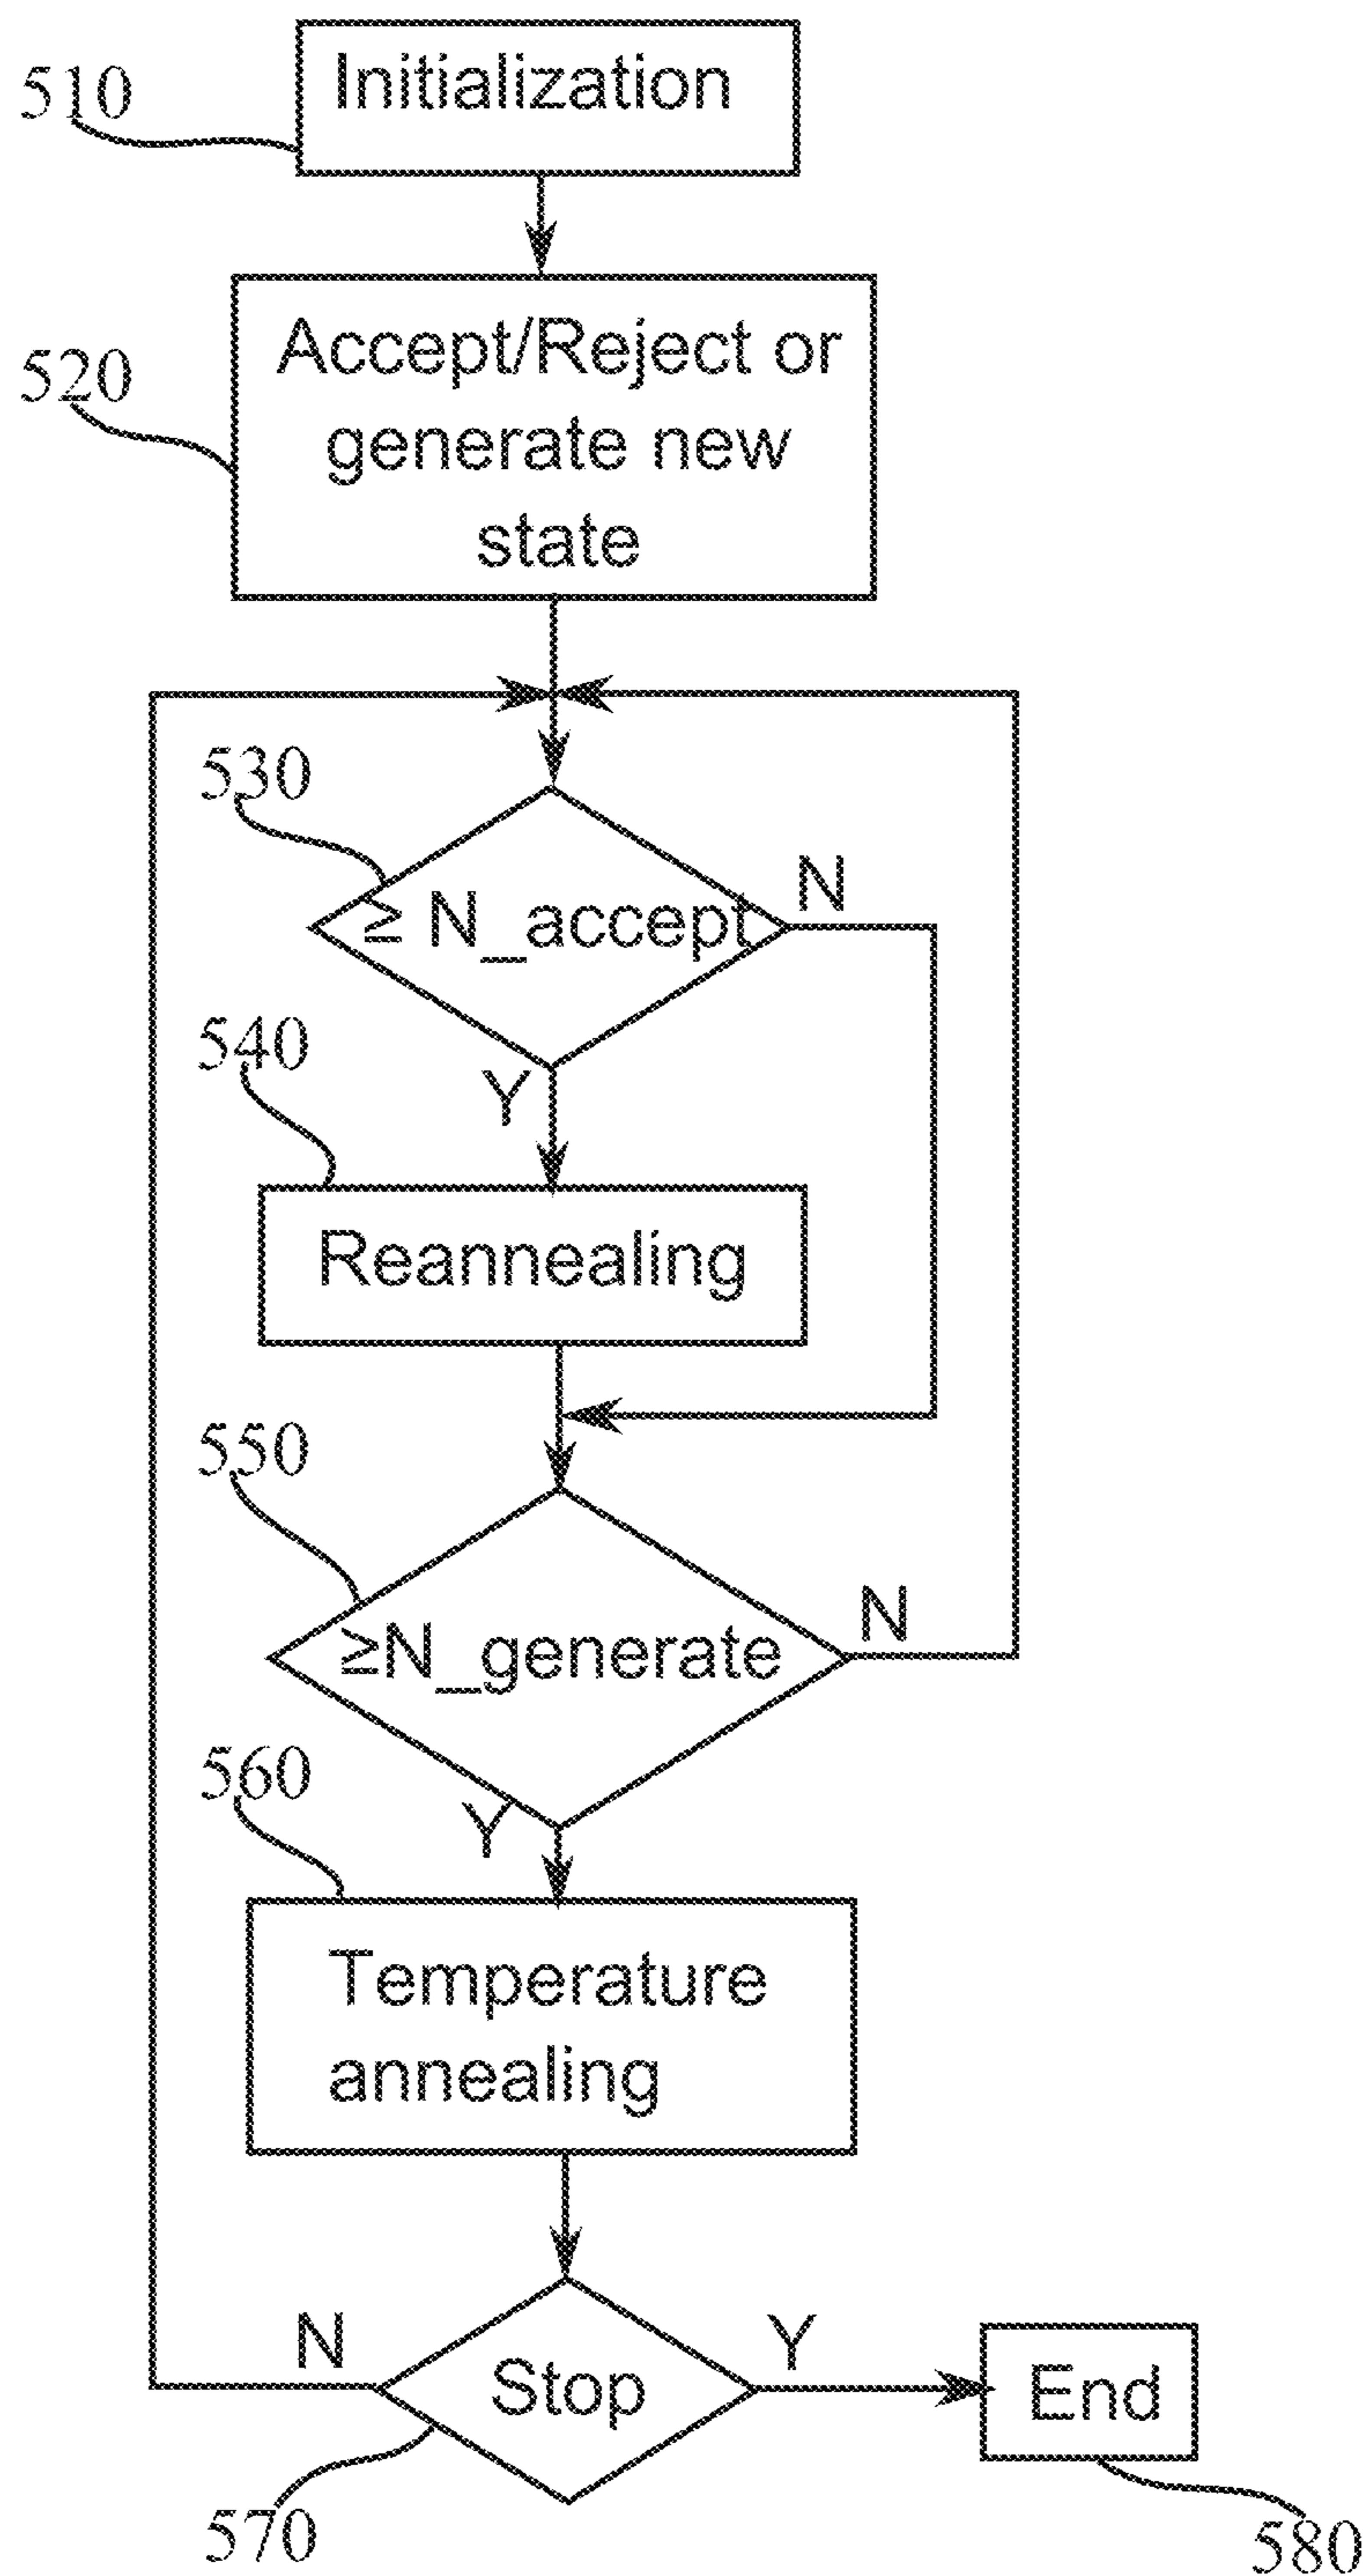 510
Initialization
520
Accept/Reject or
generate new
state
530
≥ N_accept
N
540
Y
Reannealing
550
≥N_generate
N
560
Y
Temperature
annealing
N
Stop
Y
End
570
580